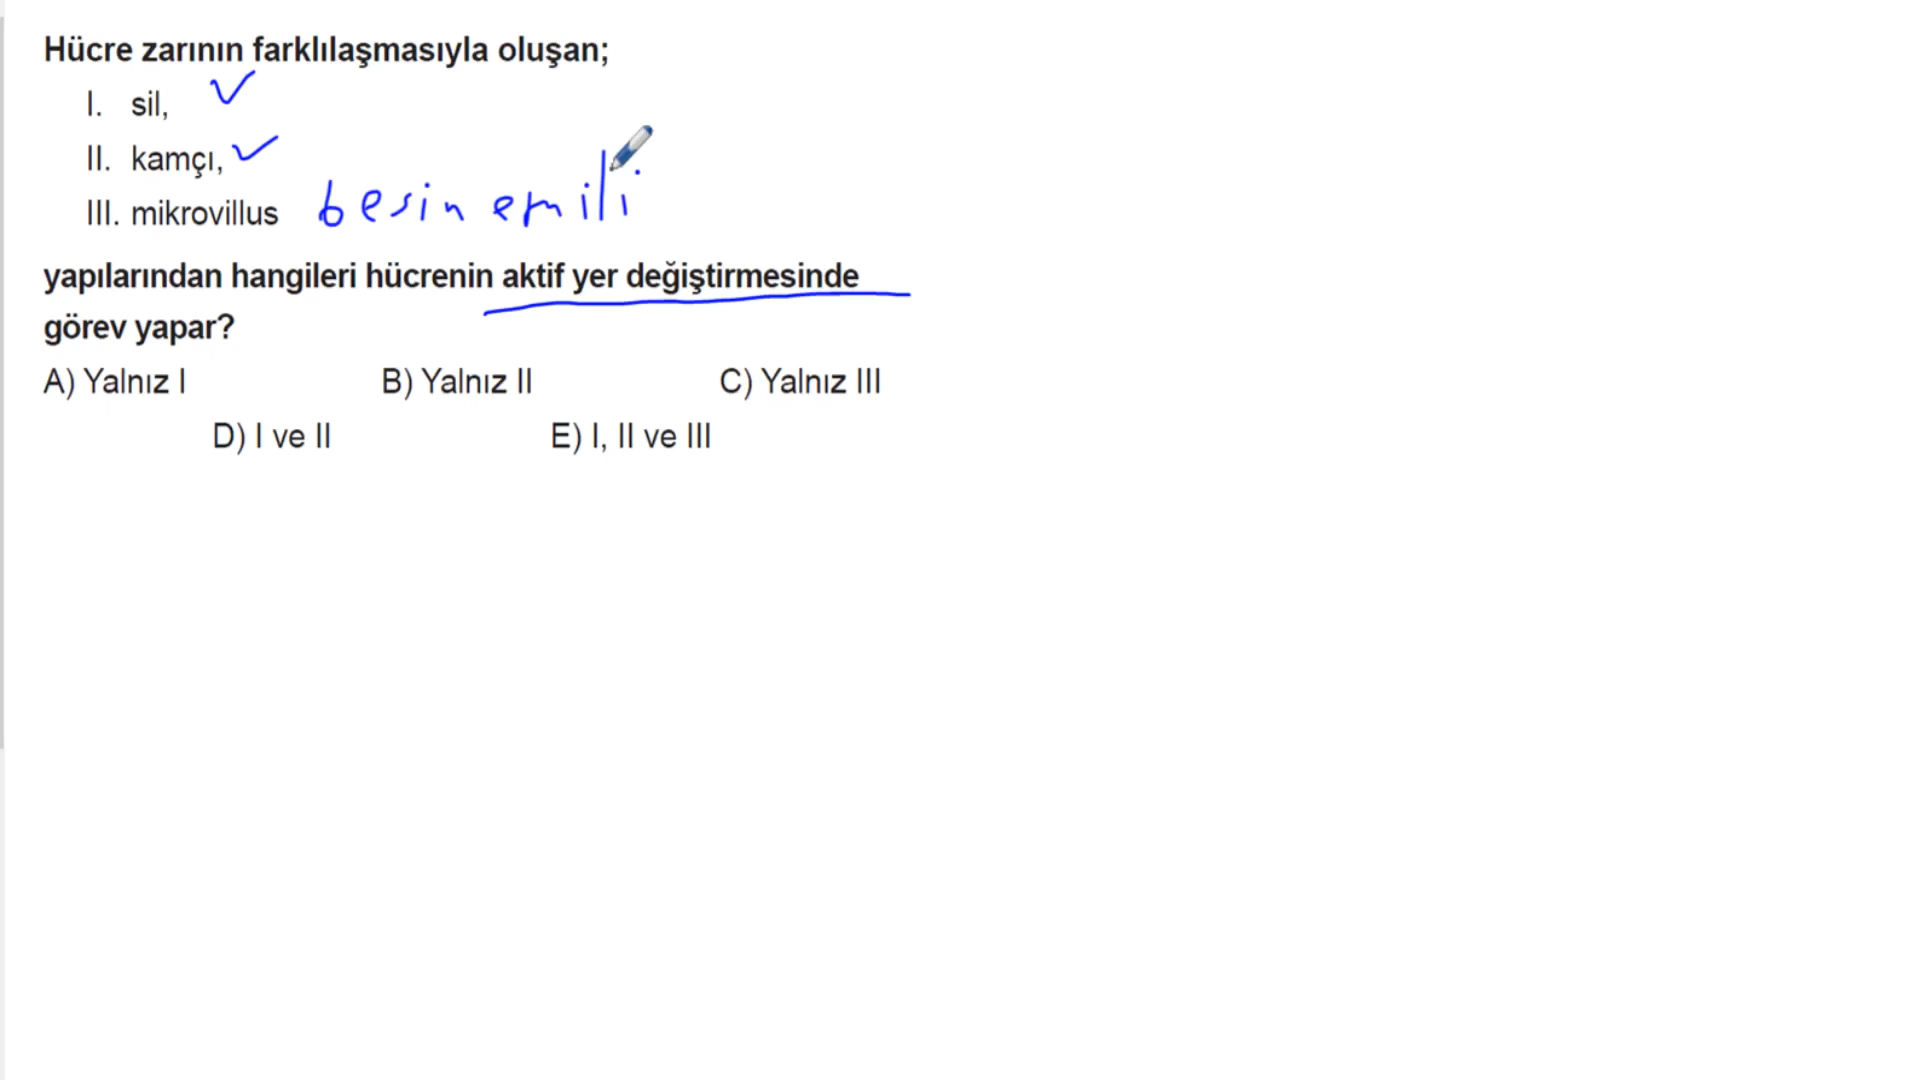 Hücre zarının farklılaşmasıyla oluşan;
I. sil,
II. kamçı,
III. mikrovillus besin emili
yapılarından hangileri hücrenin aktif yer değiştirmesinde
görev yapar?
A) Yalnız I B) Yalnız II C) Yalnız III
D) I ve II E) I, II ve III